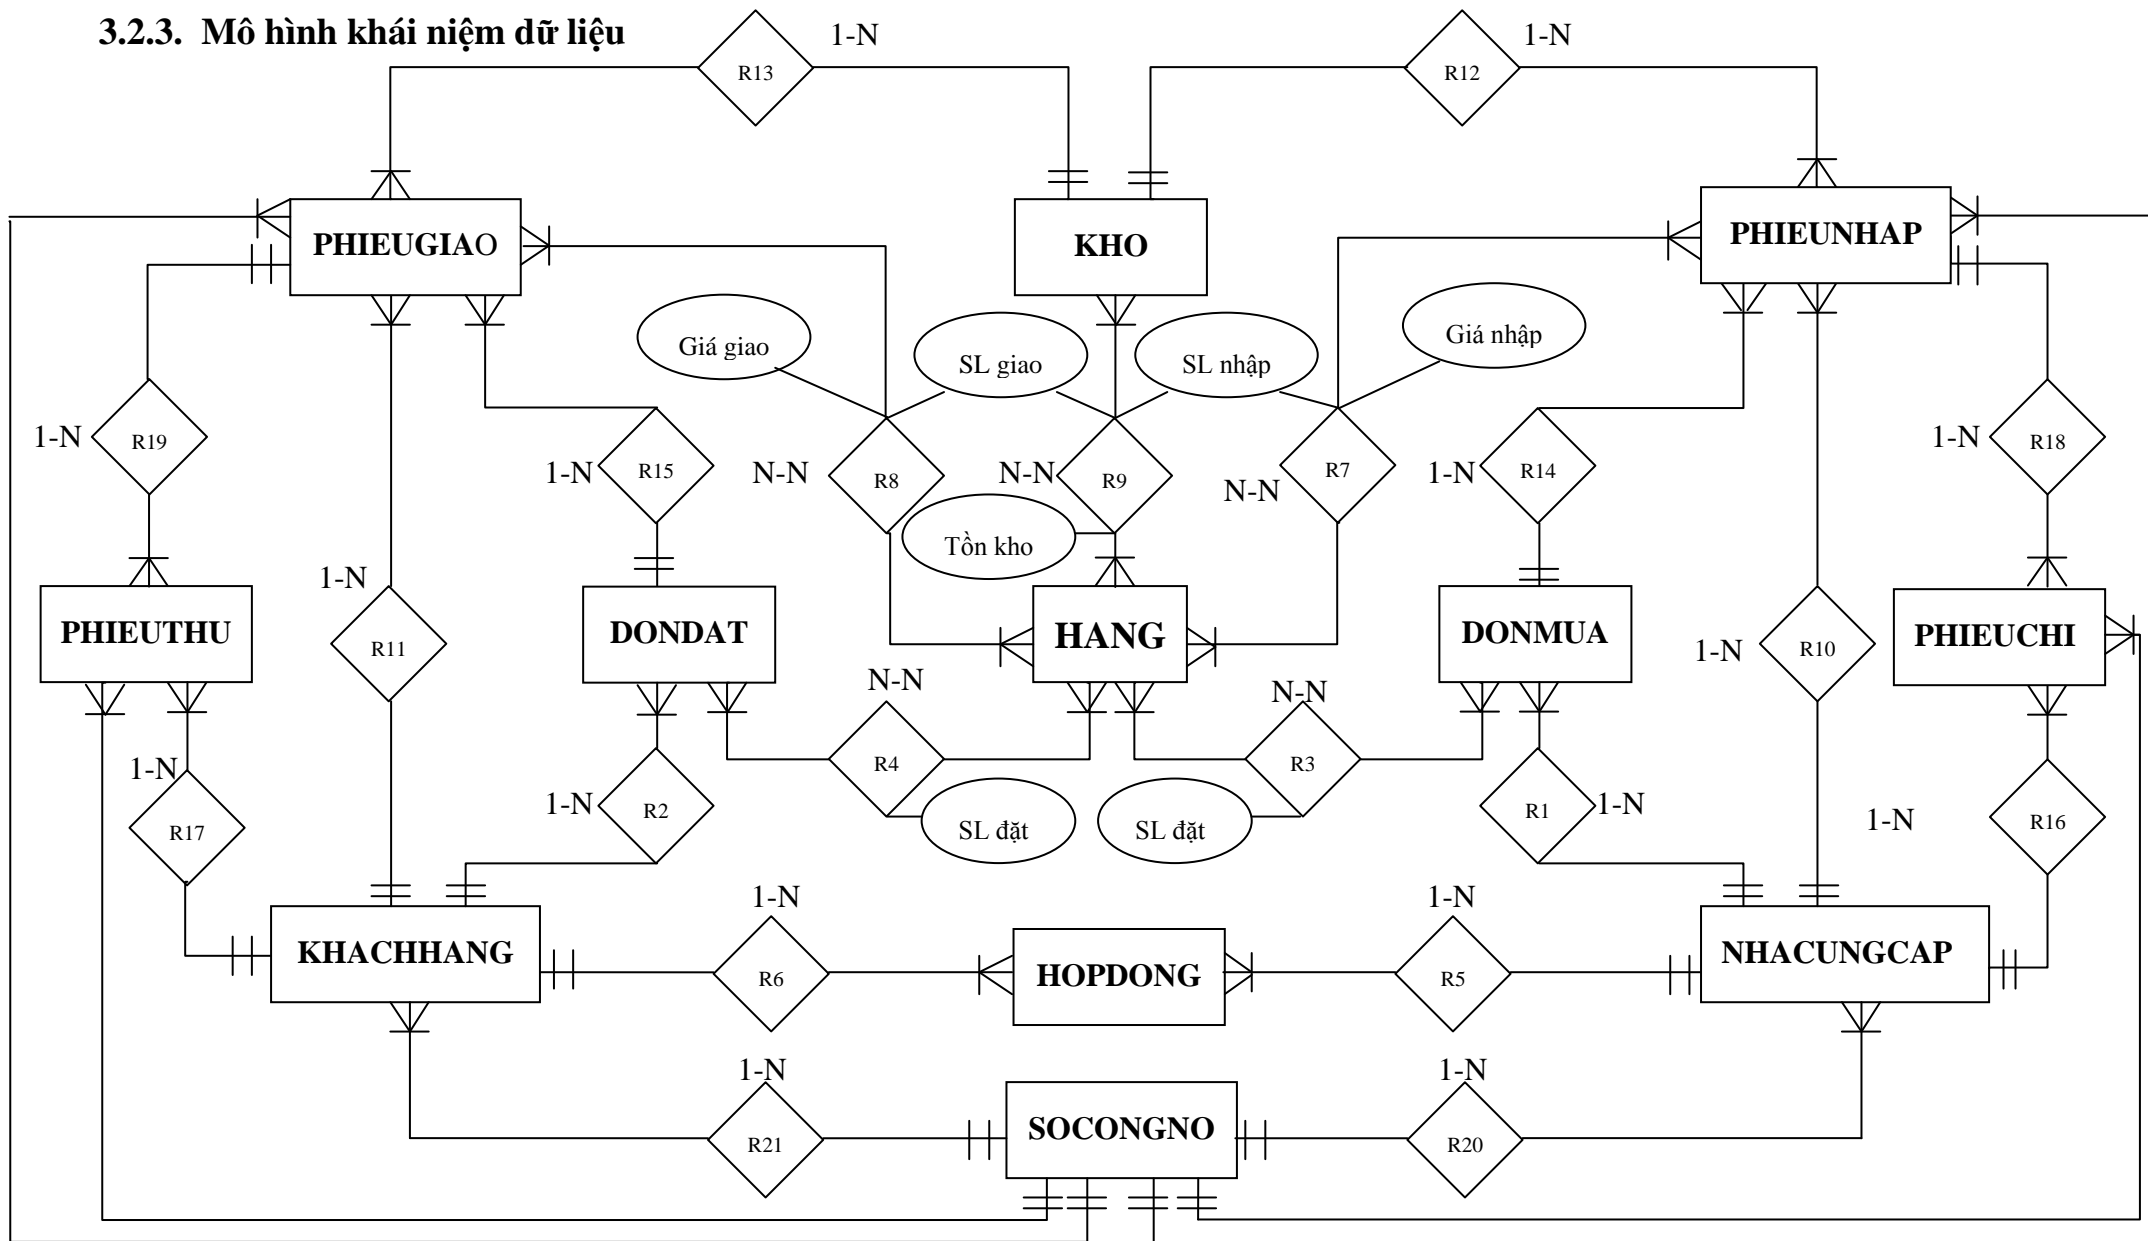 3.2.3. Mô hình khái niệm dữ liệu
1-N
1-N
R13
R12
PHIEUGIAO
KHO
PHIEUNHAP
Giá giao
SL giao
SL nhập
Giá nhập
1-N
R19
1-N
R15
N-N
R8
N-N
R9
N-N
R7
1-N
R14
1-N
R18
Tồn kho
1-N
R11
PHIEUTHU
DONDAT
HANG
DONMUA
1-N
R10
PHIEUCHI
N-N
N-N
R4
R3
1-N
R17
1-N
R2
SL đặt
SL đặt
R1
1-N
1-N
R16
1-N
1-N
KHACHHANG
R6
HOPDONG
R5
NHACUNGCAP
1-N
1-N
R21
SOCONGNO
R20